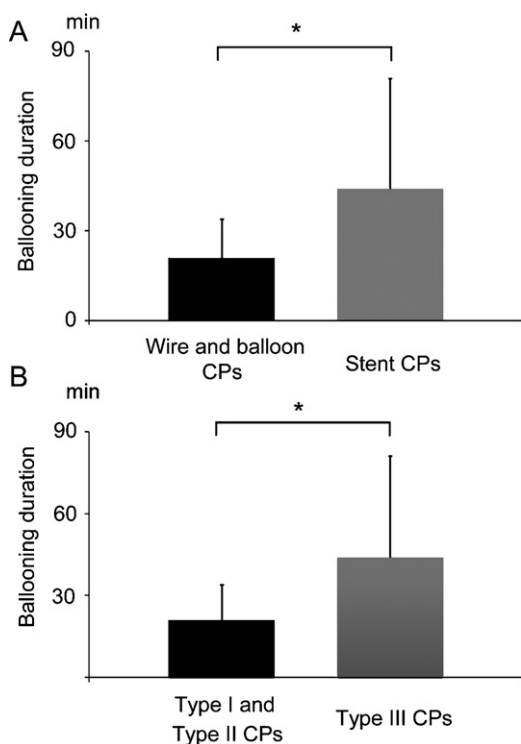 A
min
*
90
60
30
0
Ballooning duration
Wire and balloon
CPs
Stent CPs
B
min
*
90
60
30
Ballooning duration
Type I and
Type II CPs
Type III CPs